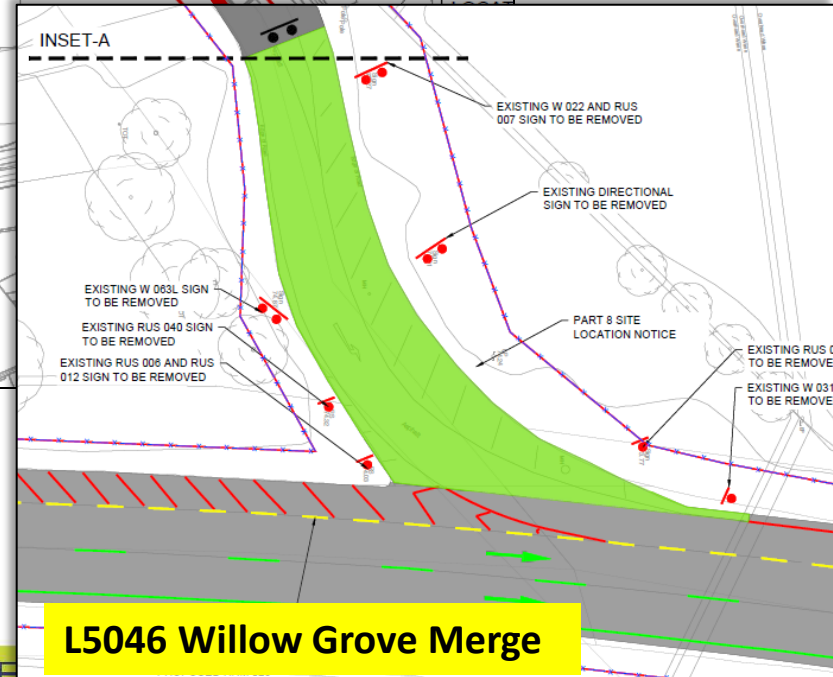 INSET-A
EXISTING W 022 AND RUS
007 SIGN TO BE REMOVED
EXISTING DIRECTIONAL
SIGN TO BE REMOVED
EXISTING W 063L SIGN
TO BE REMOVED
EXISTING RUS 040 SIGN
TO BE REMOVED
EXISTING RUS 006 AND RUS
012 SIGN TO BE REMOVED
PART 8 SITE
LOCATION NOTICE
EXISTING RUS
TO BE REMOVE
EXISTING W 031
TO BE REMOVE
L5046 Willow Grove Merge